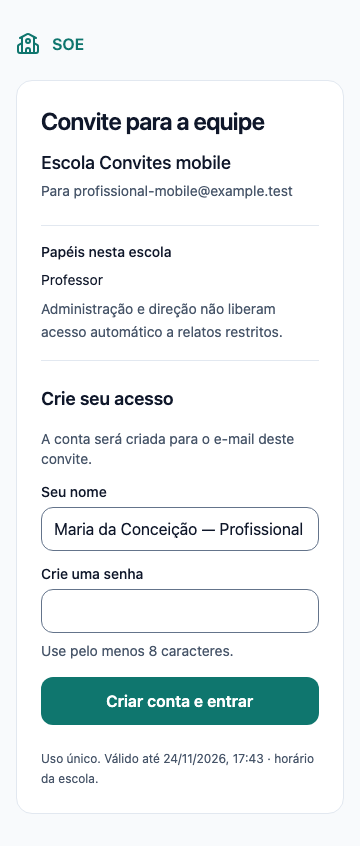 SOE
Convite para a equipe
Escola Convites mobile
Para profissional-mobile@example.test
Papéis nesta escola
Professor
Administração e direção não liberam
acesso automático a relatos restritos.
Crie seu acesso
A conta será criada para o e-mail deste
convite.
Seu nome
Maria da Conceição — Profissional
Crie uma senha
Use pelo menos 8 caracteres.
Criar conta e entrar
Uso único. Válido até 24/11/2026, 17:43 · horário
da escola.